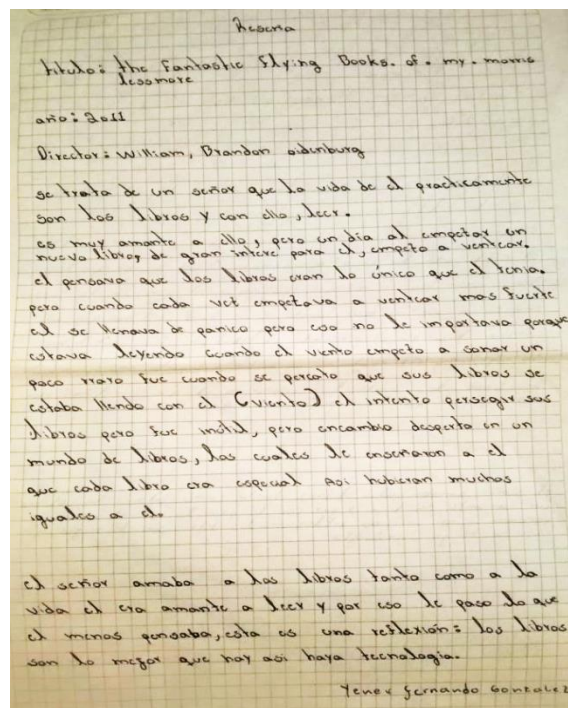 Reseña
titulo: the Fantastic Flying Books. of. my. morris
lessmore
año: 2011
Director: William, Brandon oldenburg
se trata de un señor que la vida de el practicamente
son los libros y con ello, leer.
es muy amante a ello, pero un dia al empezar un
nuevo libro, de gran intere para el, empezo a ventear.
el pensava que los libros eran lo único que el tenia.
pero cuando cada vez empezava a ventear mas fuerte
el se llenava de panico pero eso no le importava porque
estava leyendo cuando el viento empezo a sonar un
poco rraro fue cuando se percato que sus libros se
estaba llendo con el (viento) el intento persegir sus
libros pero fue inútil, pero encambio desperto en un
mundo de libros, los cuales le enseñaron a el
que cada libro era especial Asi hubieran muchos
iguales a el.
el señor amaba a los libros tanto como a la
vida el era amante a leer y por eso le paso lo que
el menos pensaba, esta es una reflexión: los libros
son lo mejor que hay asi haya tecnologia.
Yener fernando Gonzalez